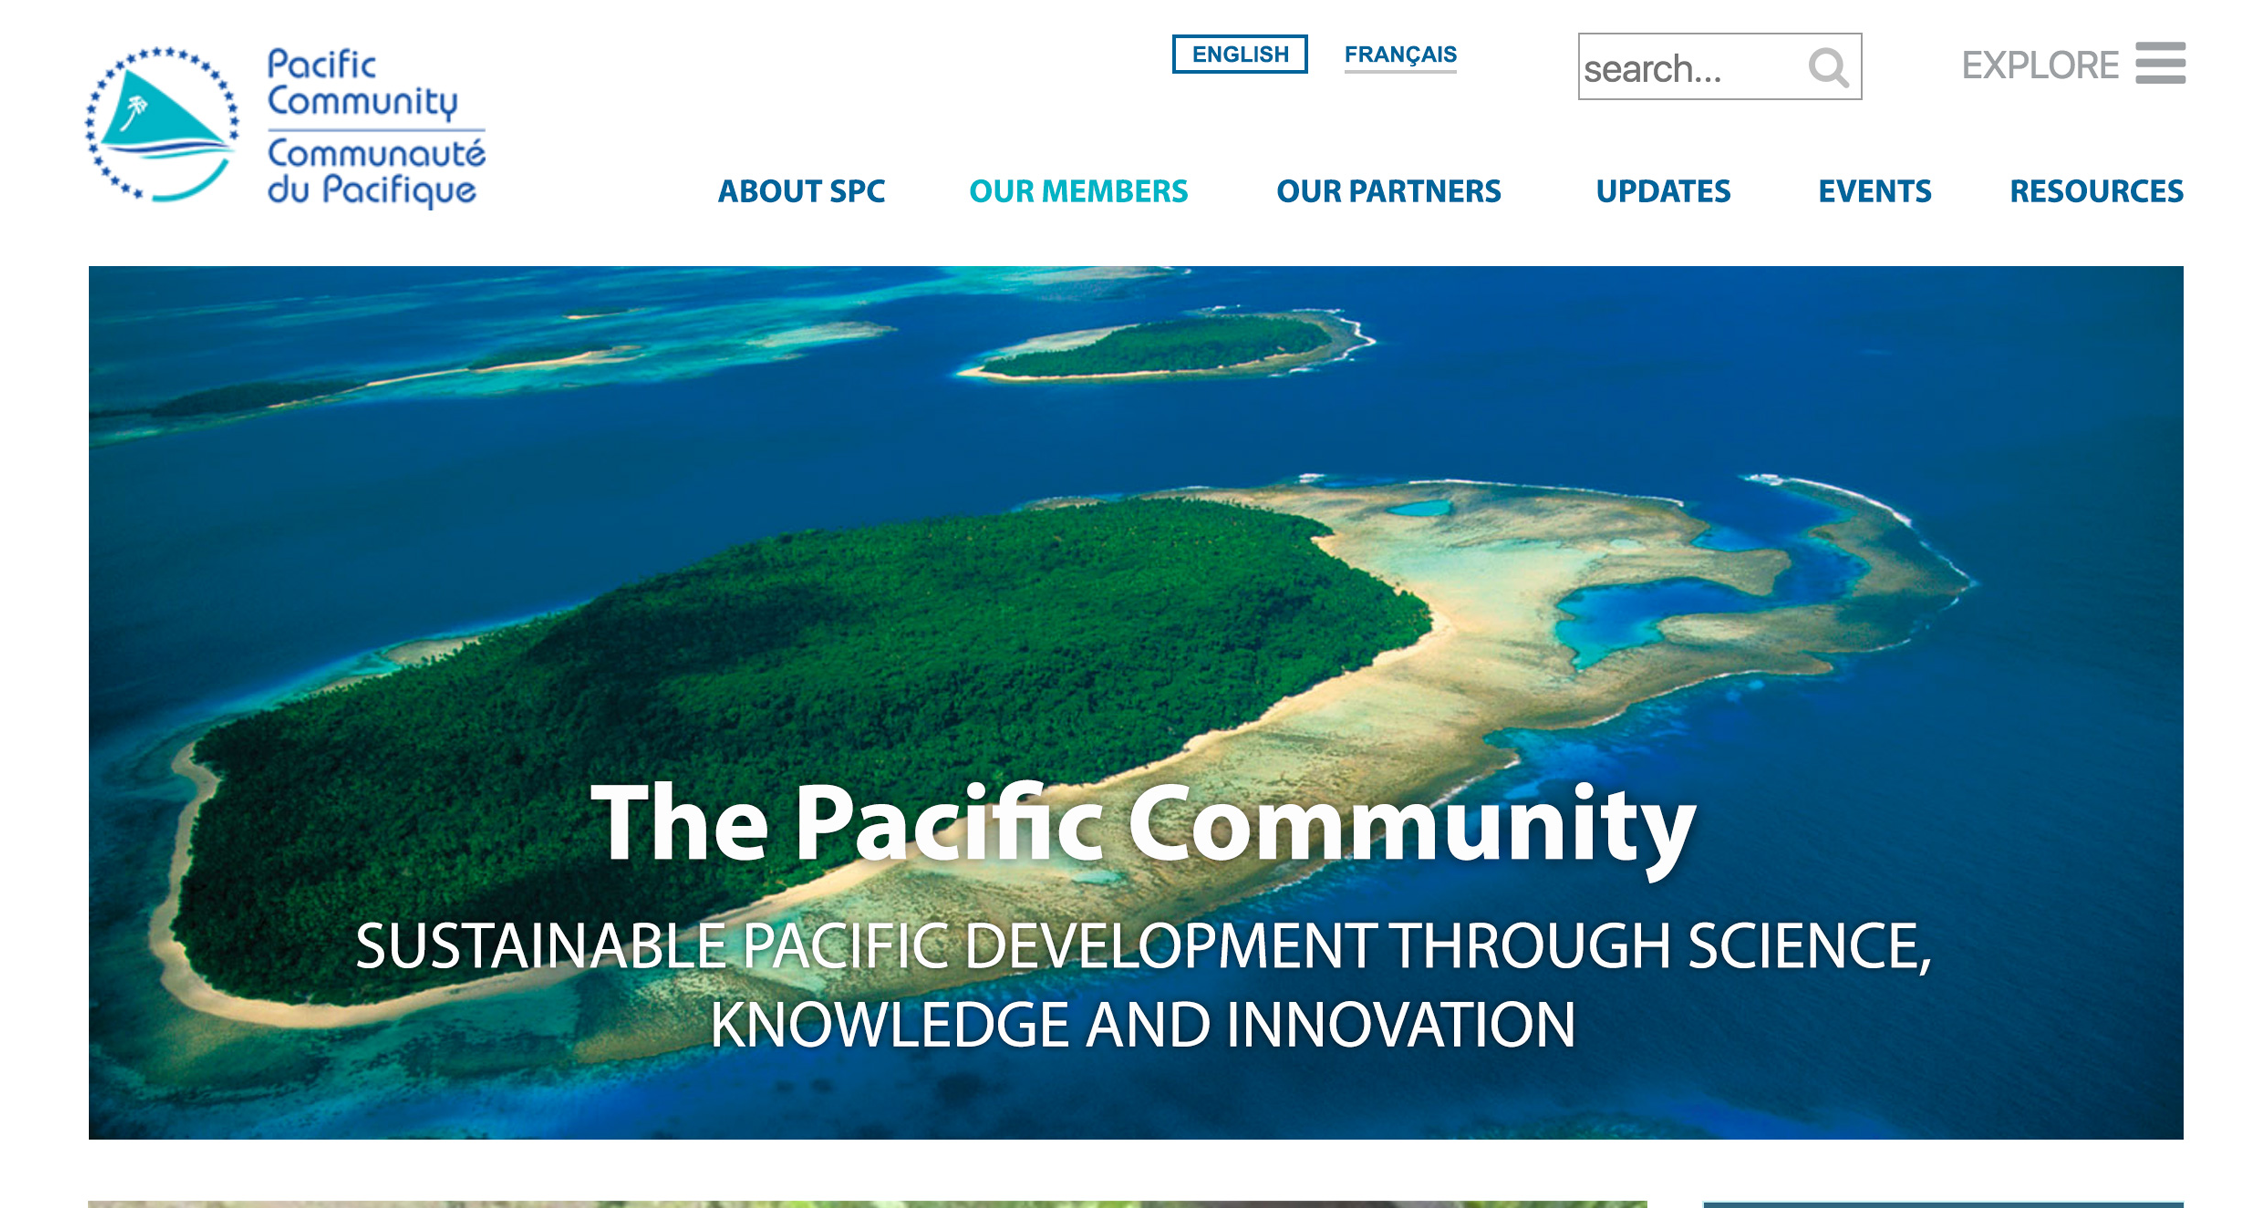 Pacific
Community
Communauté
du Pacifique
ENGLISH
FRANÇAIS
search...
EXPLORE
ABOUT SPC
OUR MEMBERS
OUR PARTNERS
UPDATES
EVENTS
RESOURCES
The Pacific Community
SUSTAINABLE PACIFIC DEVELOPMENT THROUGH SCIENCE,
KNOWLEDGE AND INNOVATION